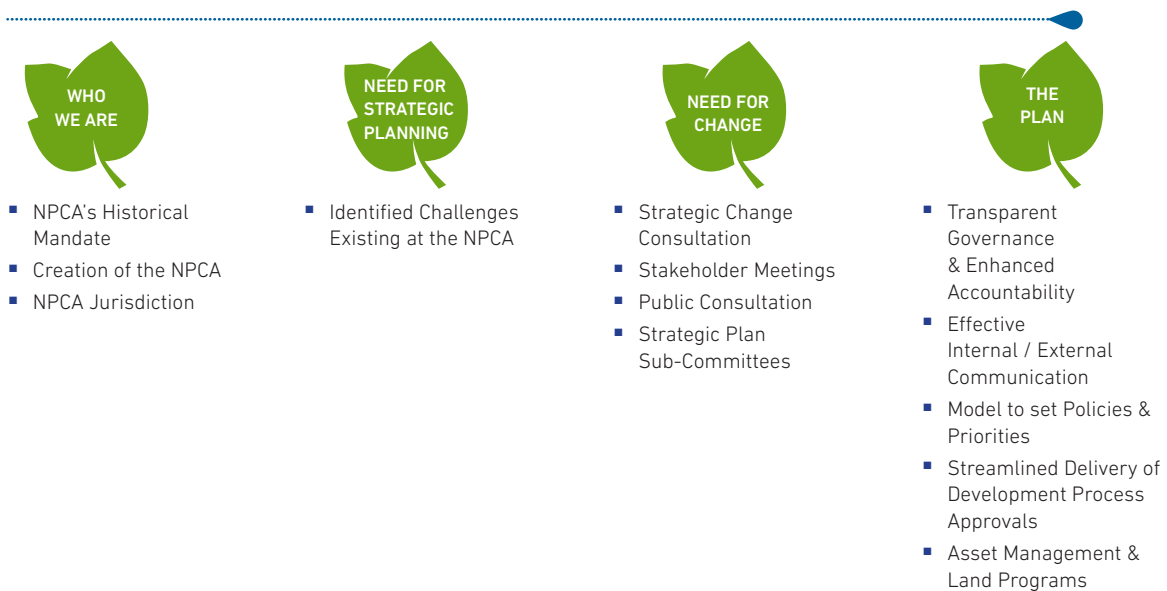 WHO
WE ARE
▪ NPCA's Historical
Mandate
▪ Creation of the NPCA
▪ NPCA Jurisdiction
NEED FOR
STRATEGIC
PLANNING
▪ Identified Challenges
Existing at the NPCA
NEED FOR
CHANGE
▪ Strategic Change
Consultation
▪ Stakeholder Meetings
▪ Public Consultation
▪ Strategic Plan
Sub-Committees
THE
PLAN
▪ Transparent
Governance
& Enhanced
Accountability
▪ Effective
Internal / External
Communication
▪ Model to set Policies &
Priorities
▪ Streamlined Delivery of
Development Process
Approvals
▪ Asset Management &
Land Programs